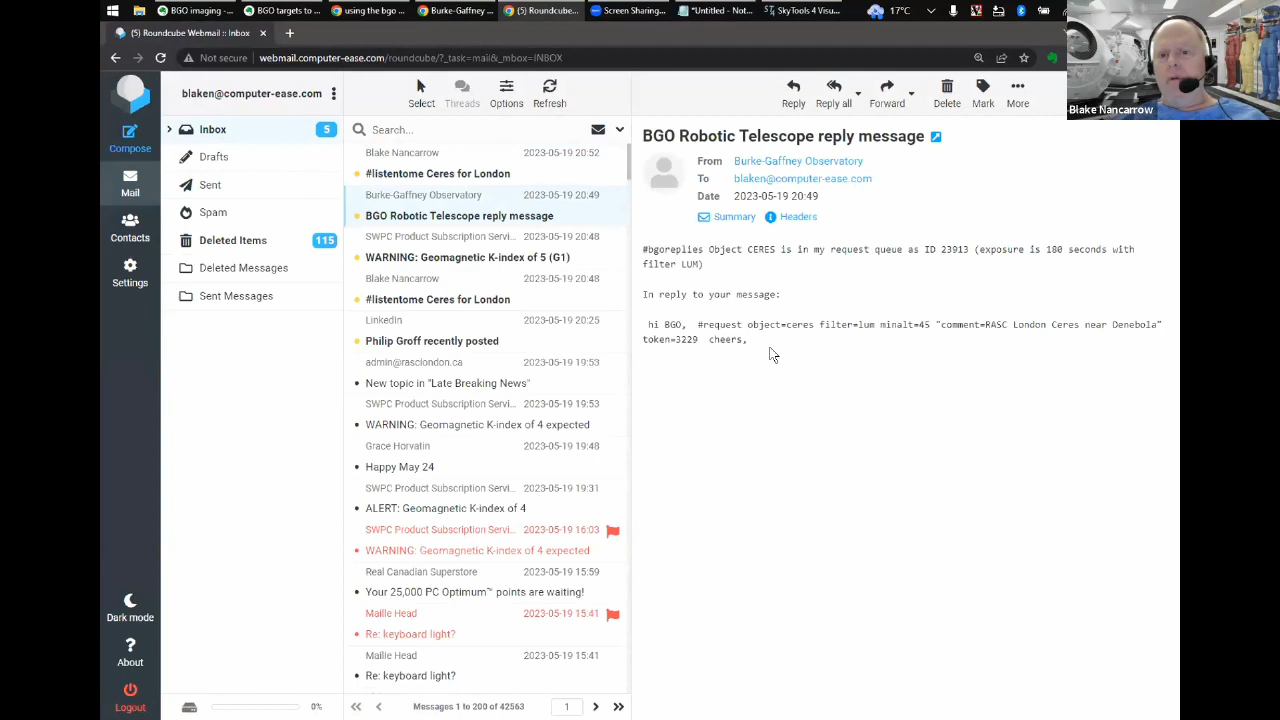 BGO imaging -...
BGO targets to ...
using the bgo ...
Burke-Gaffney ...
(5) Roundcube...
Screen Sharing...
*Untitled - Not...
SkyTools 4 Visu...
17°C
(5) Roundcube Webmail :: Inbox
Not secure
webmail.computer-ease.com/roundcube/?_task=mail&_mbox=INBOX
Blake Nancarrow
blaken@computer-ease.com
Compose
Mail
Contacts
Settings
Dark mode
About
Logout
Inbox 5
Drafts
Sent
Spam
Deleted Items 115
Deleted Messages
Sent Messages
0%
Select
Threads
Options
Refresh
Search...
Blake Nancarrow 2023-05-19 20:52
#listentome Ceres for London
Burke-Gaffney Observatory 2023-05-19 20:49
BGO Robotic Telescope reply message
SWPC Product Subscription Servi... 2023-05-19 20:48
WARNING: Geomagnetic K-index of 5 (G1)
Blake Nancarrow 2023-05-19 20:48
#listentome Ceres for London
LinkedIn 2023-05-19 20:25
Philip Groff recently posted
admin@rasclondon.ca 2023-05-19 19:53
New topic in "Late Breaking News"
SWPC Product Subscription Servi... 2023-05-19 19:53
WARNING: Geomagnetic K-index of 4 expected
Grace Horvatin 2023-05-19 19:48
Happy May 24
SWPC Product Subscription Servi... 2023-05-19 19:31
ALERT: Geomagnetic K-index of 4
SWPC Product Subscription Servi... 2023-05-19 16:03
WARNING: Geomagnetic K-index of 4 expected
Real Canadian Superstore 2023-05-19 15:59
Your 25,000 PC Optimum™ points are waiting!
Maille Head 2023-05-19 15:41
Re: keyboard light?
Maille Head 2023-05-19 15:41
Re: keyboard light?
Messages 1 to 200 of 42563
1
Reply
Reply all
Forward
Delete
Mark
More
BGO Robotic Telescope reply message
From Burke-Gaffney Observatory
To blaken@computer-ease.com
Date 2023-05-19 20:49
Summary
Headers
#bgoreplies Object CERES is in my request queue as ID 23913 (exposure is 180 seconds with
filter LUM)
In reply to your message:
hi BGO, #request object=ceres filter=lum minalt=45 "comment=RASC London Ceres near Denebola"
token=3229 cheers,